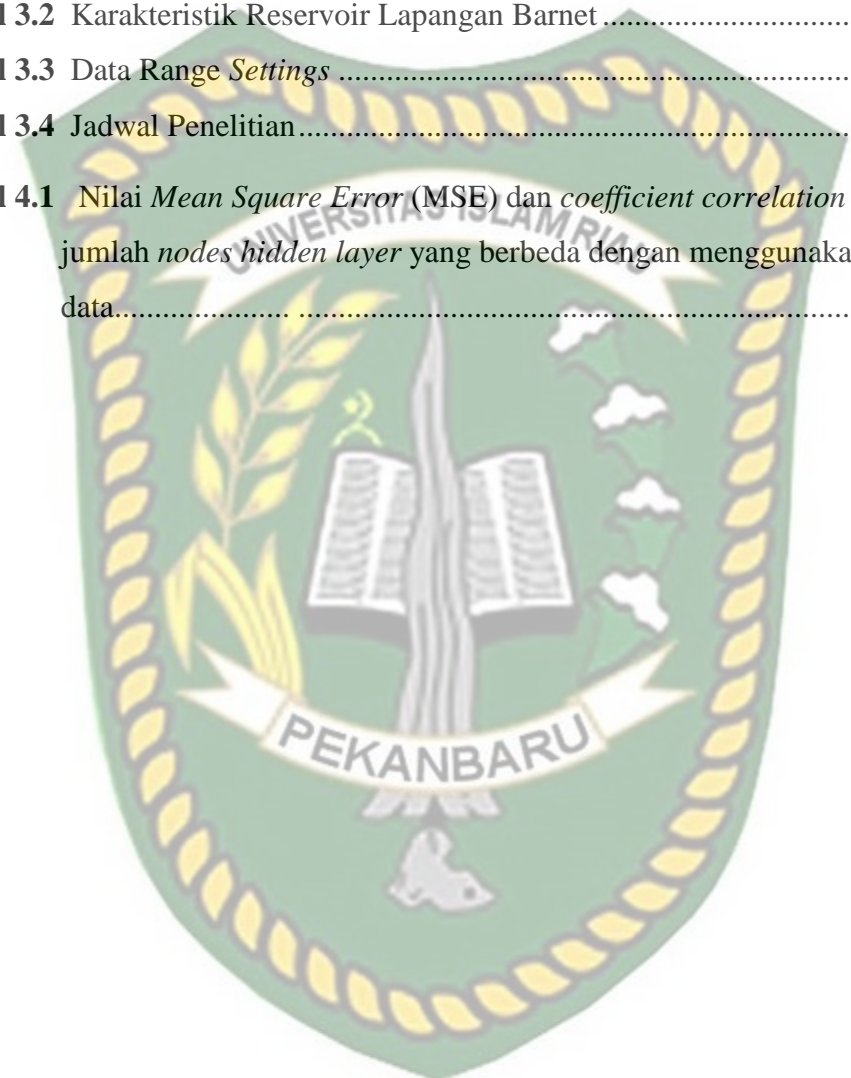 l 3.2 Karakteristik Reservoir Lapangan Barnet ....................................
l 3.3 Data Range Settings ...........................................................................
l 3.4 Jadwal Penelitian ................................................................................
l 4.1 Nilai Mean Square Error (MSE) dan coefficient correlation
jumlah nodes hidden layer yang berbeda dengan menggunaka
data.................... ................................................................................
UNIVERSITAS ISLAM RIAU
PEKANBARU